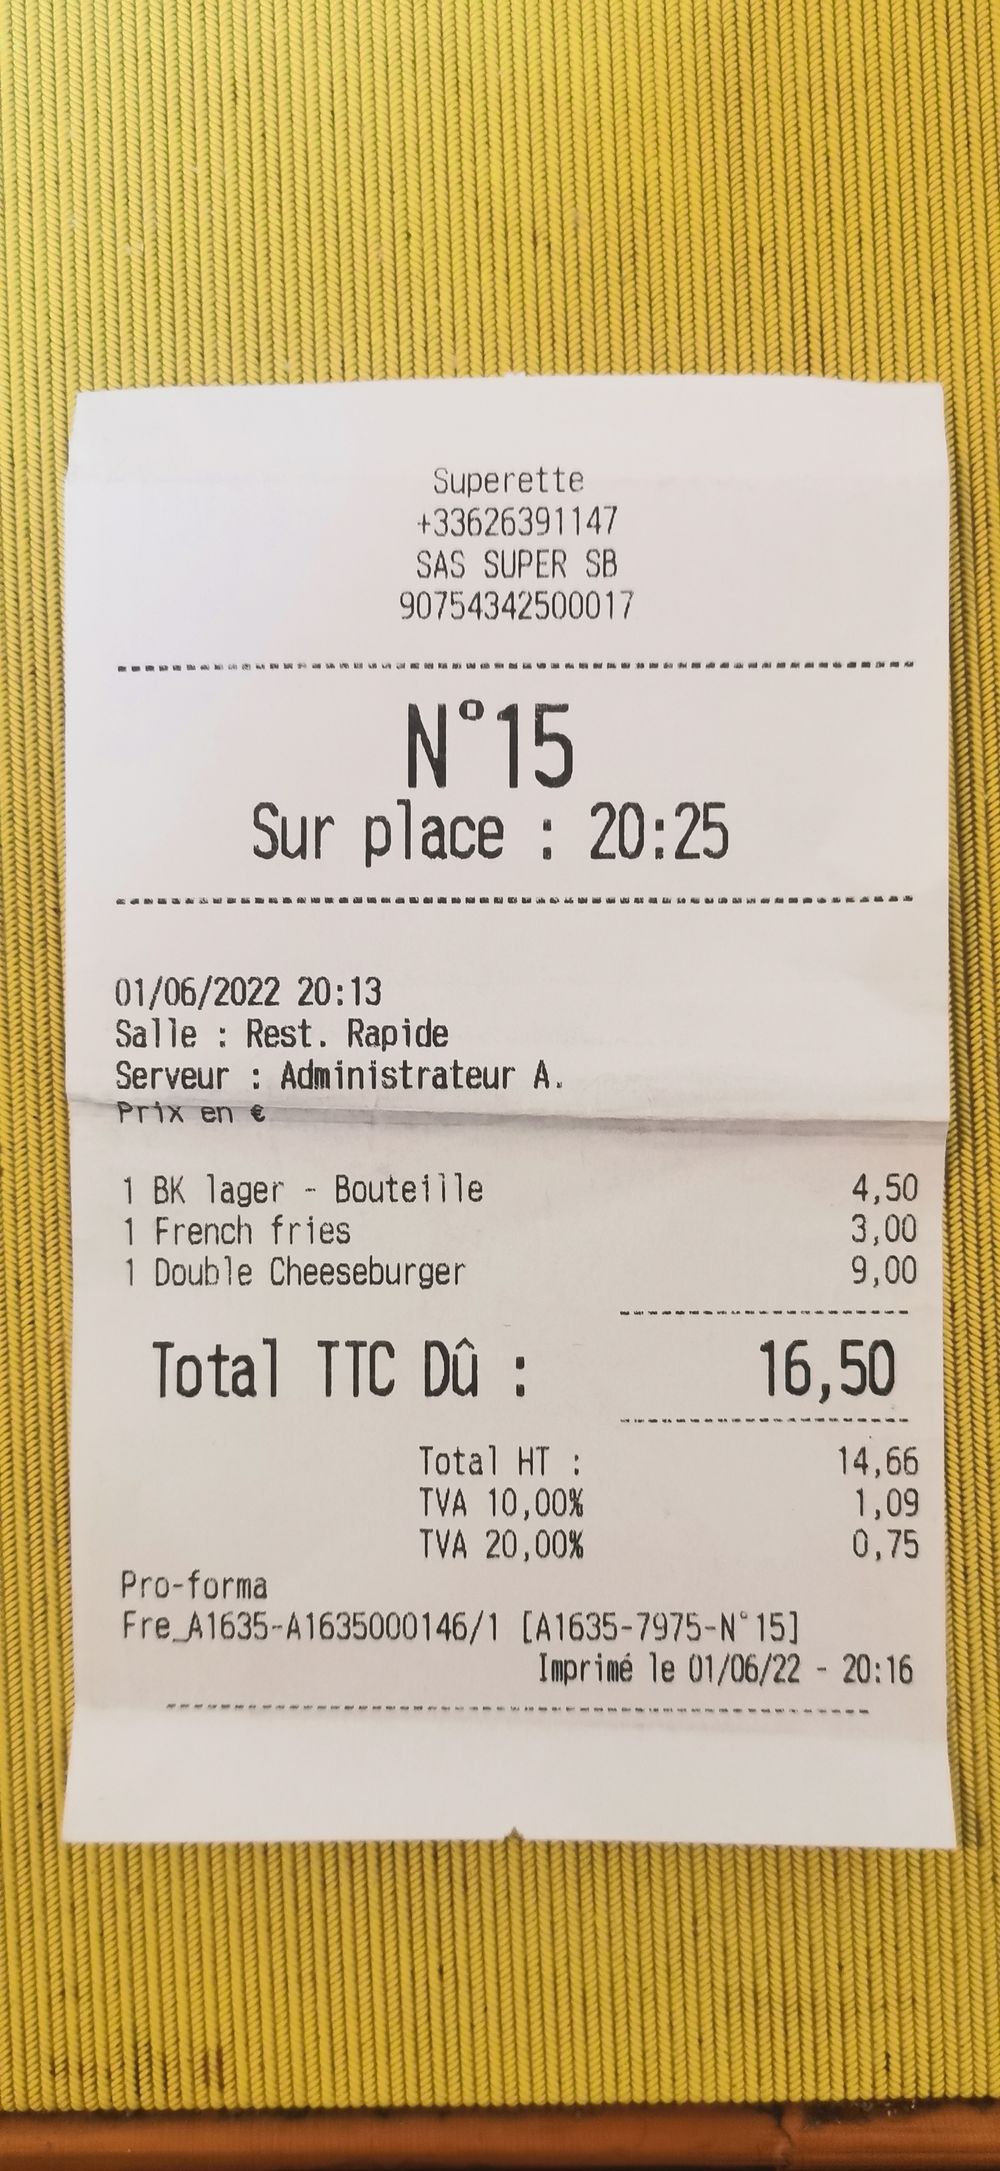 Superette
+33626391147
SAS SUPER SB
90754342500017
N°15
Sur place : 20:25
01/06/2022 20:13
Salle : Rest. Rapide
Serveur : Administrateur A.
Prix en €
1 BK lager - Bouteille 4,50
1 French fries 3,00
1 Double Cheeseburger 9,00
Total TTC Dû : 16,50
Total HT : 14,66
TVA 10,00% 1,09
TVA 20,00% 0,75
Pro-forma
Fre_A1635-A1635000146/1 [A1635-7975-N°15]
Imprimé le 01/06/22 - 20:16